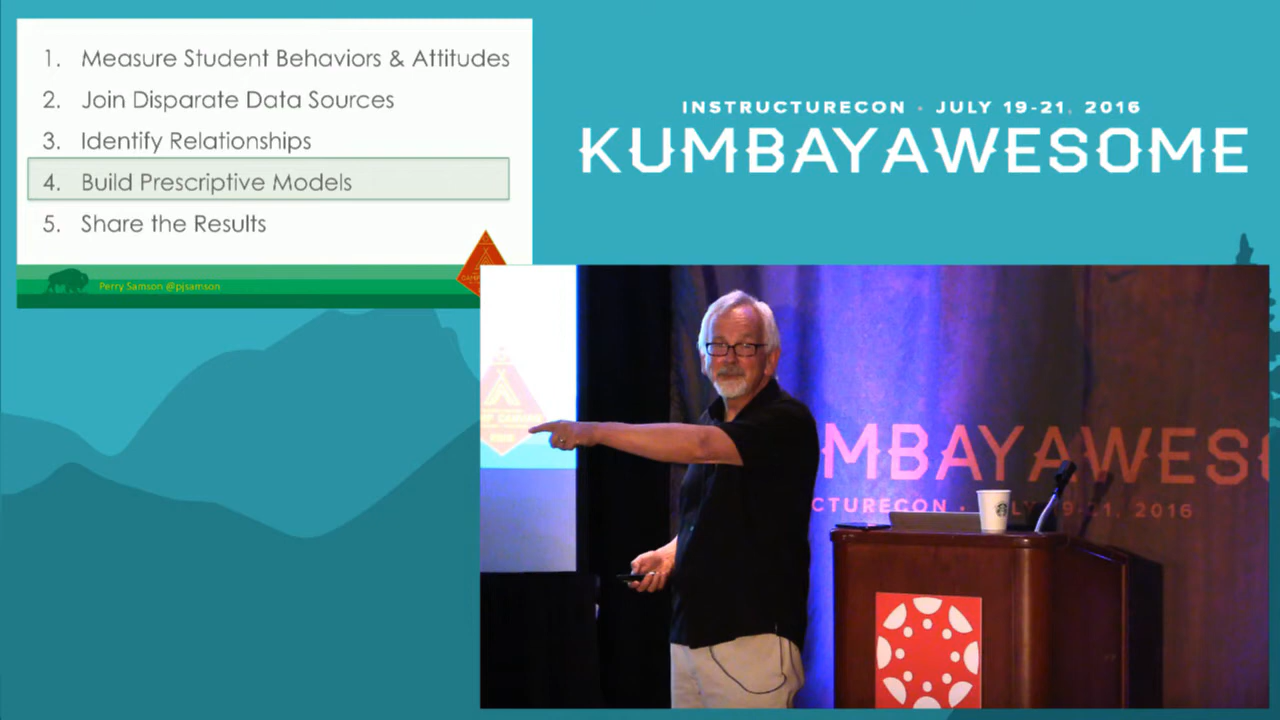 1. Measure Student Behaviors & Attitudes
2. Join Disparate Data Sources
3. Identify Relationships
4. Build Prescriptive Models
5. Share the Results
Perry Samson @pjsamson
INSTRUCTURECON · JULY 19-21, 2016
KUMBAYAWESOME
MBAYAWESO
CTURECON · JULY 19-21, 2016